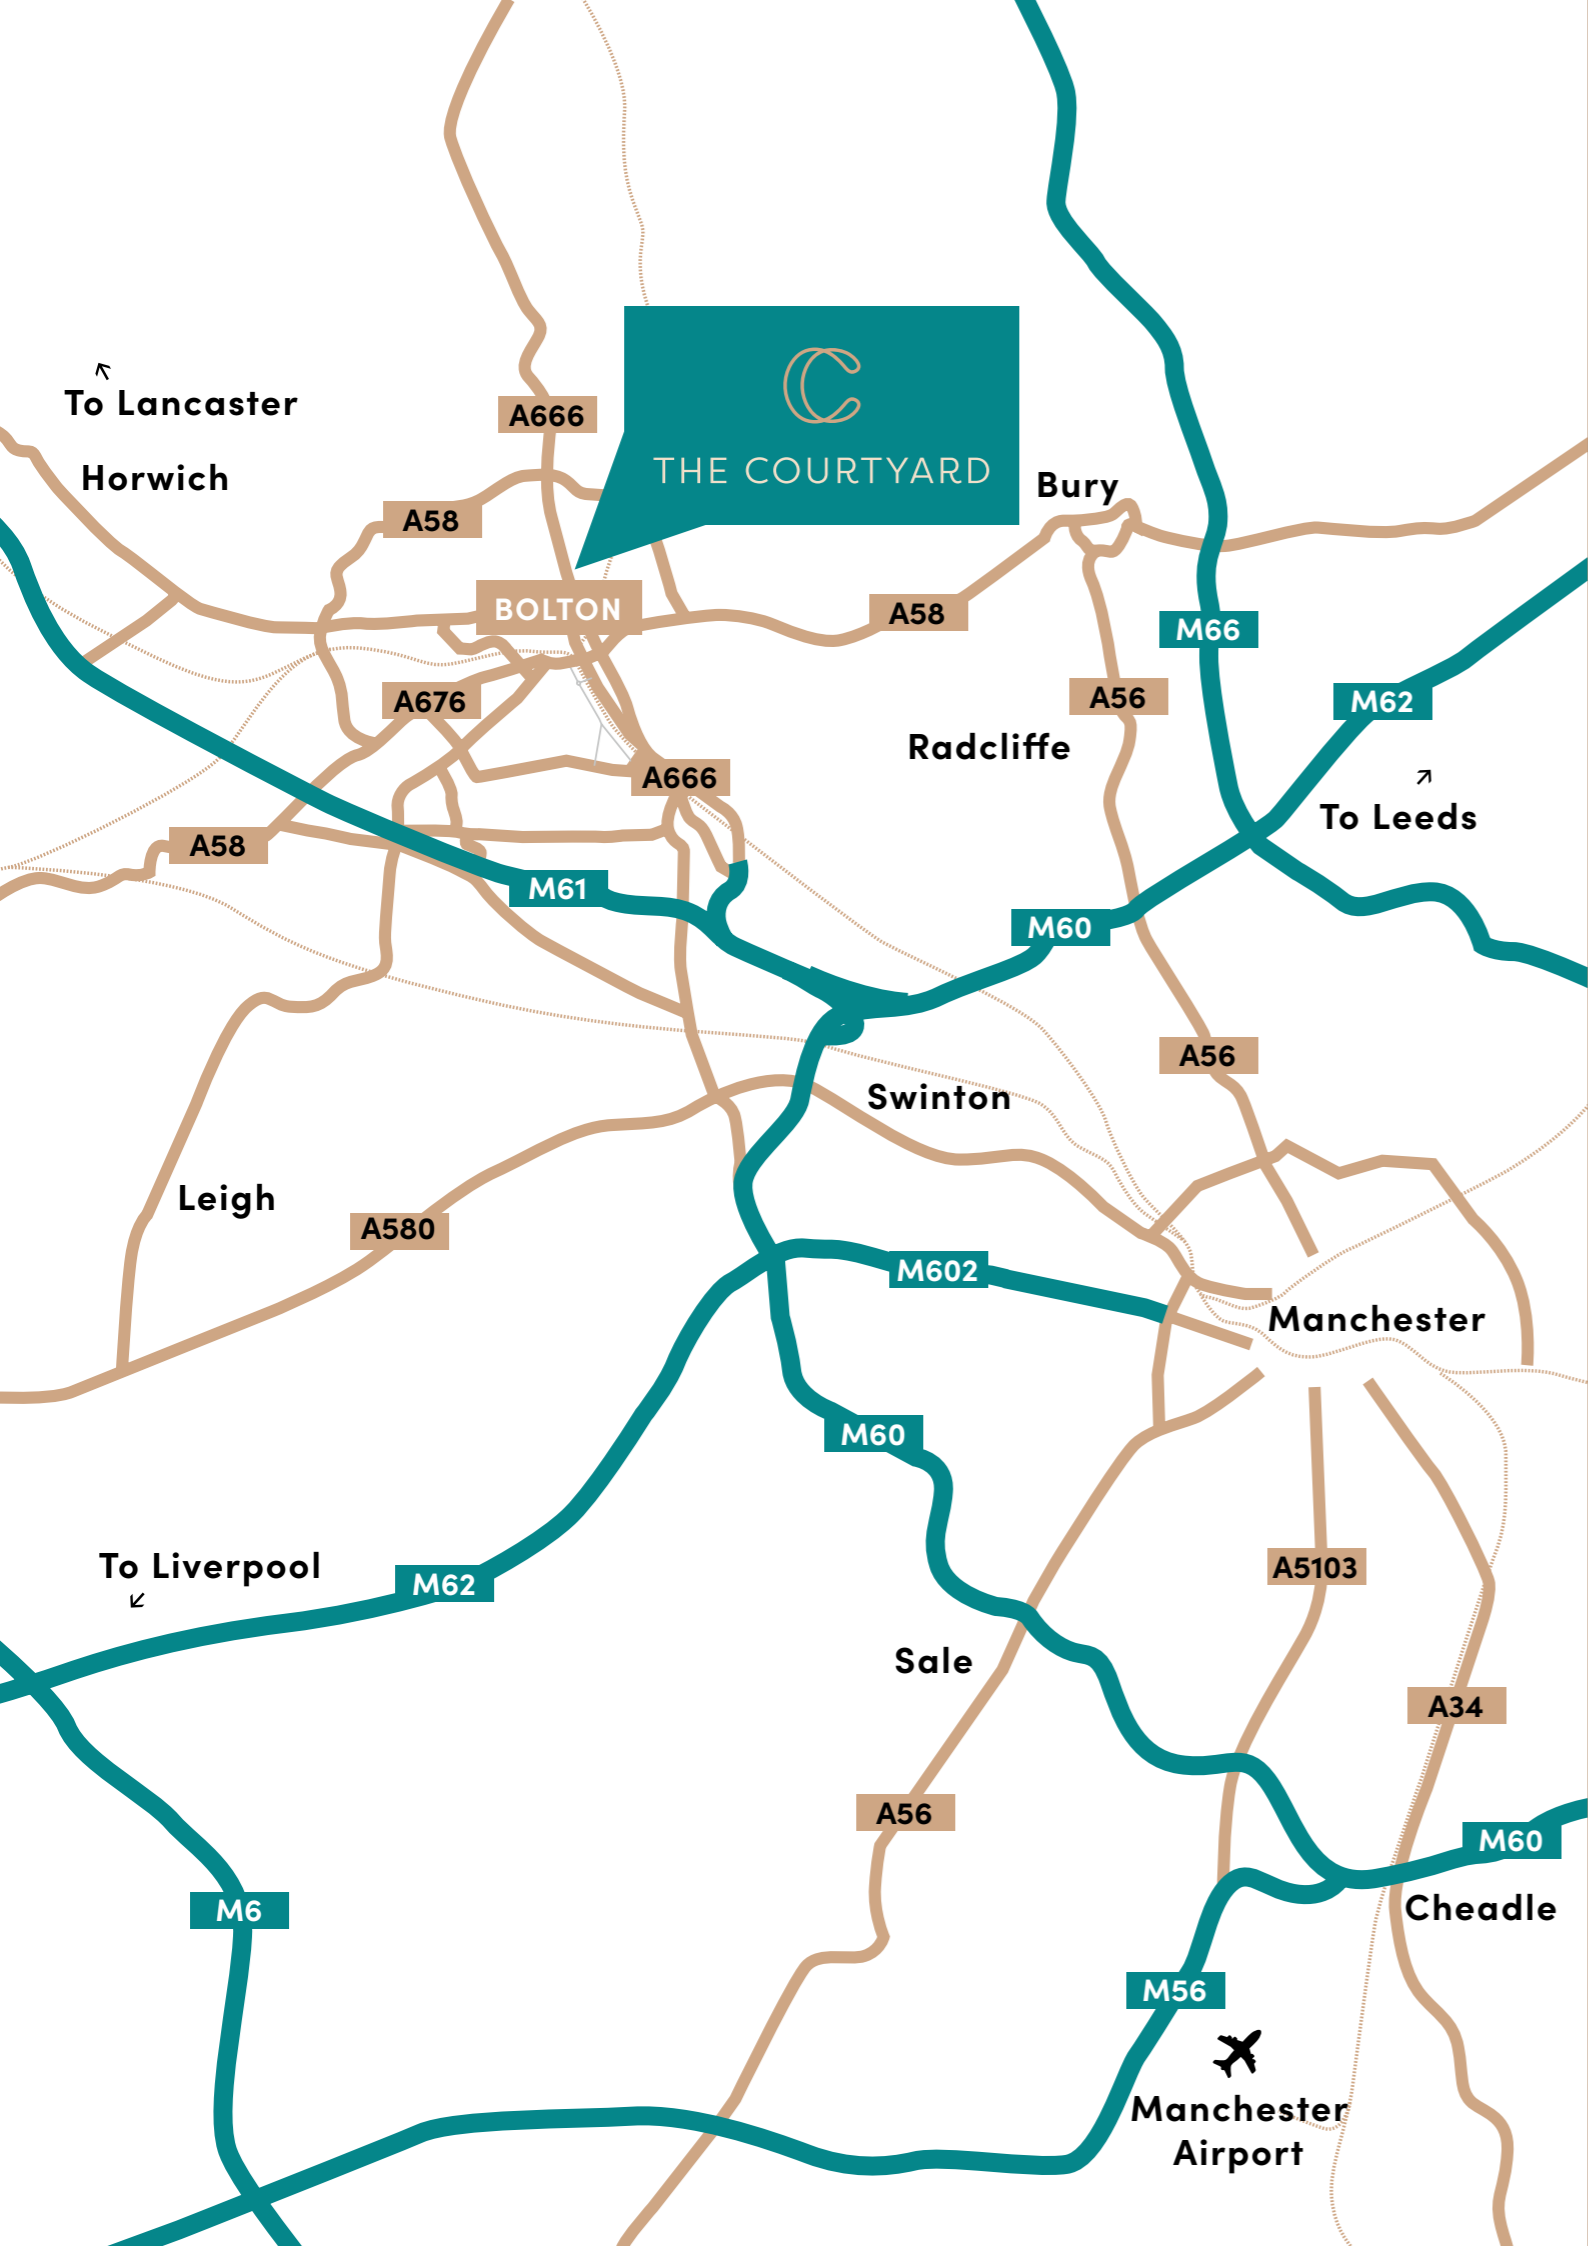 To Lancaster
A666
THE COURTYARD
Horwich
Bury
A58
BOLTON
A58
M66
A676
A56
M62
Radcliffe
A666
To Leeds
A58
M61
M60
A56
Swinton
Leigh
A580
M602
Manchester
M60
To Liverpool
M62
A5103
Sale
A34
A56
M60
M6
Cheadle
M56
Manchester
Airport